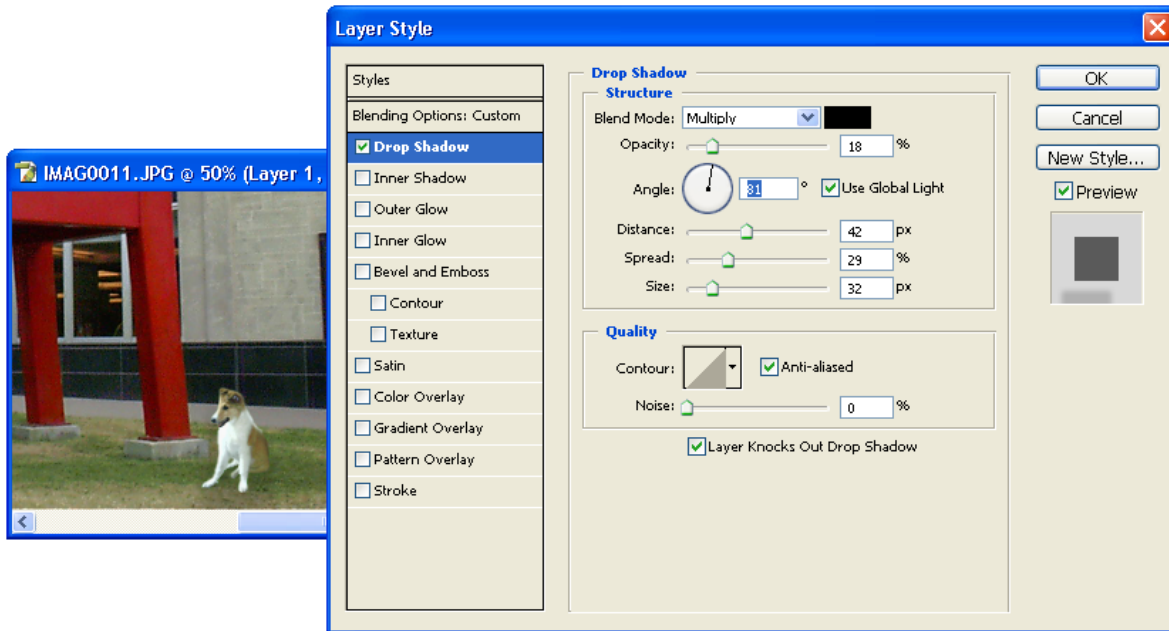 Layer Style
IMAG0011.JPG @ 50% (Layer 1,
Styles
Blending Options: Custom
Drop Shadow
Inner Shadow
Outer Glow
Inner Glow
Bevel and Emboss
Contour
Texture
Satin
Color Overlay
Gradient Overlay
Pattern Overlay
Stroke
Drop Shadow
Structure
Blend Mode: Multiply
Opacity: 18 %
Angle: 81 ° Use Global Light
Distance: 42 px
Spread: 29 %
Size: 32 px
Quality
Contour: Anti-aliased
Noise: 0 %
Layer Knocks Out Drop Shadow
OK
Cancel
New Style...
Preview